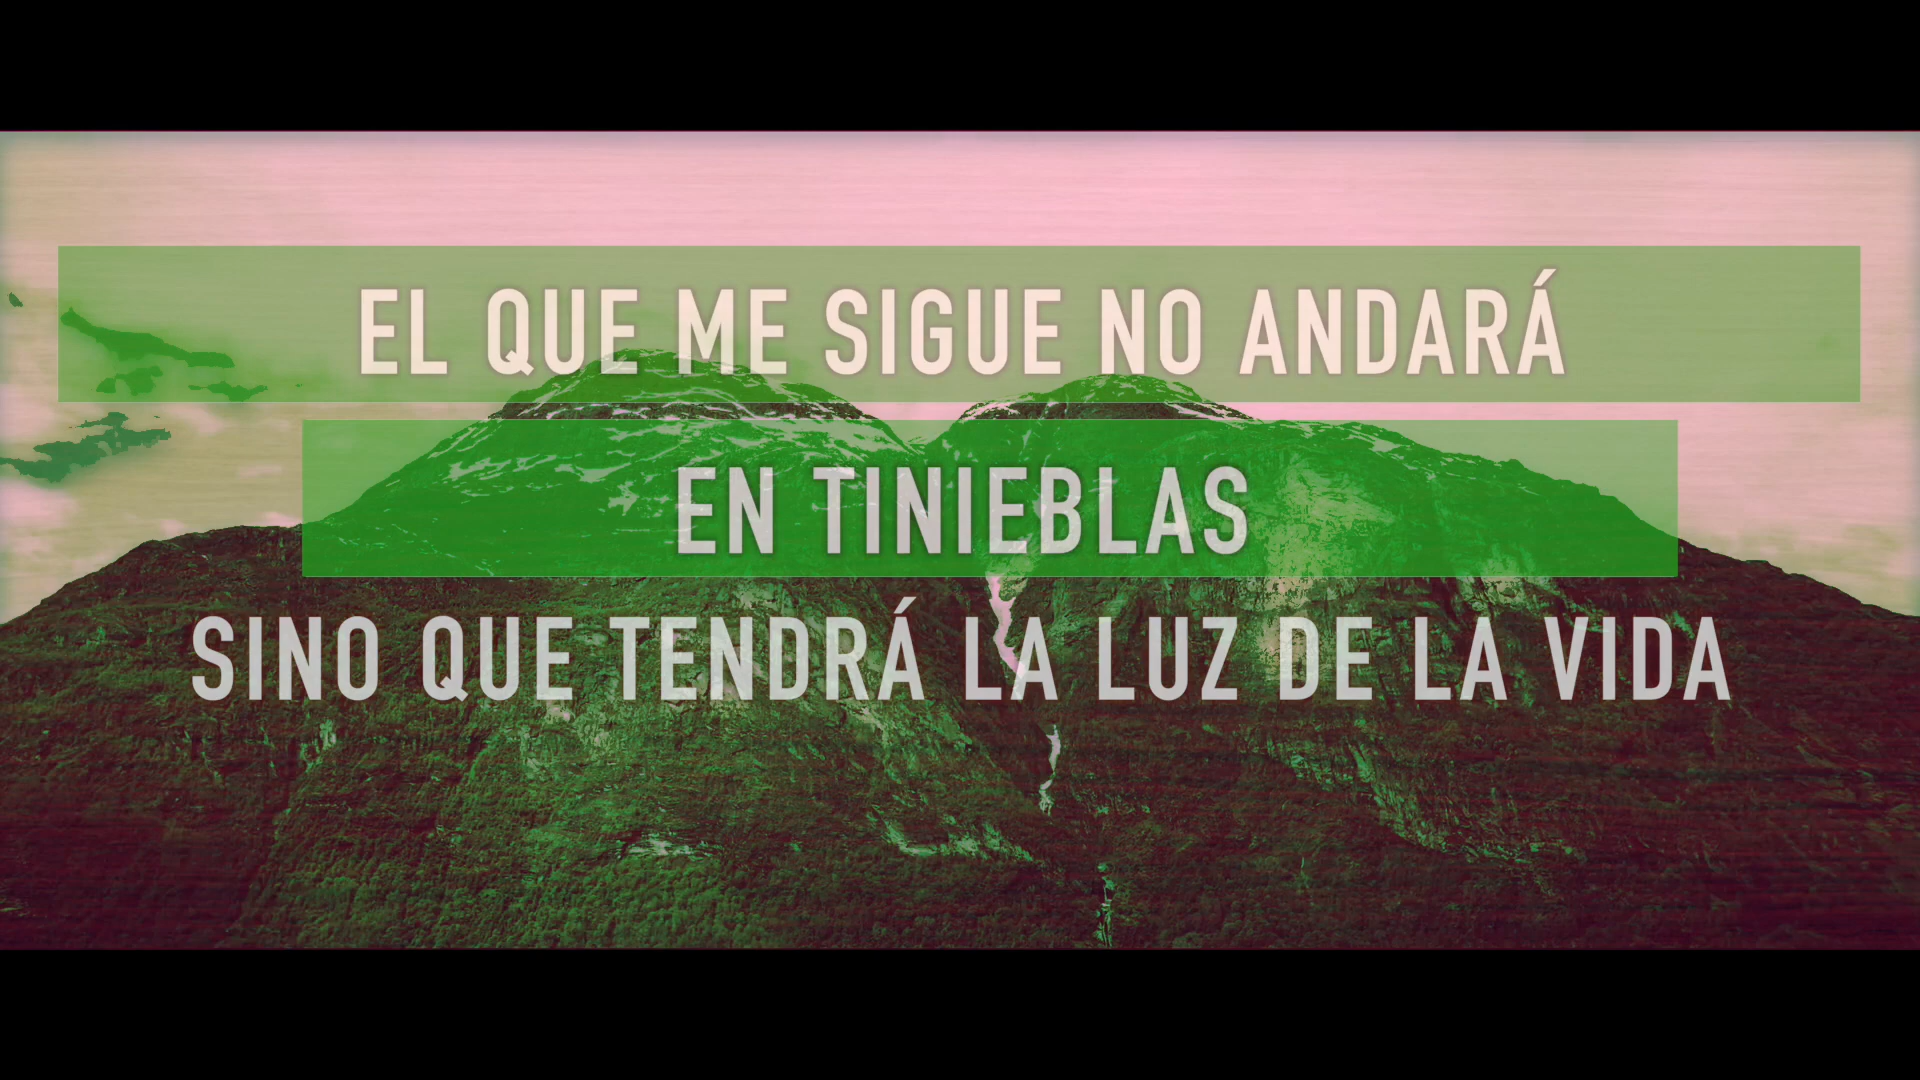 EL QUE ME SIGUE NO ANDARÁ
EN TINIEBLAS
SINO QUE TENDRÁ LA LUZ DE LA VIDA